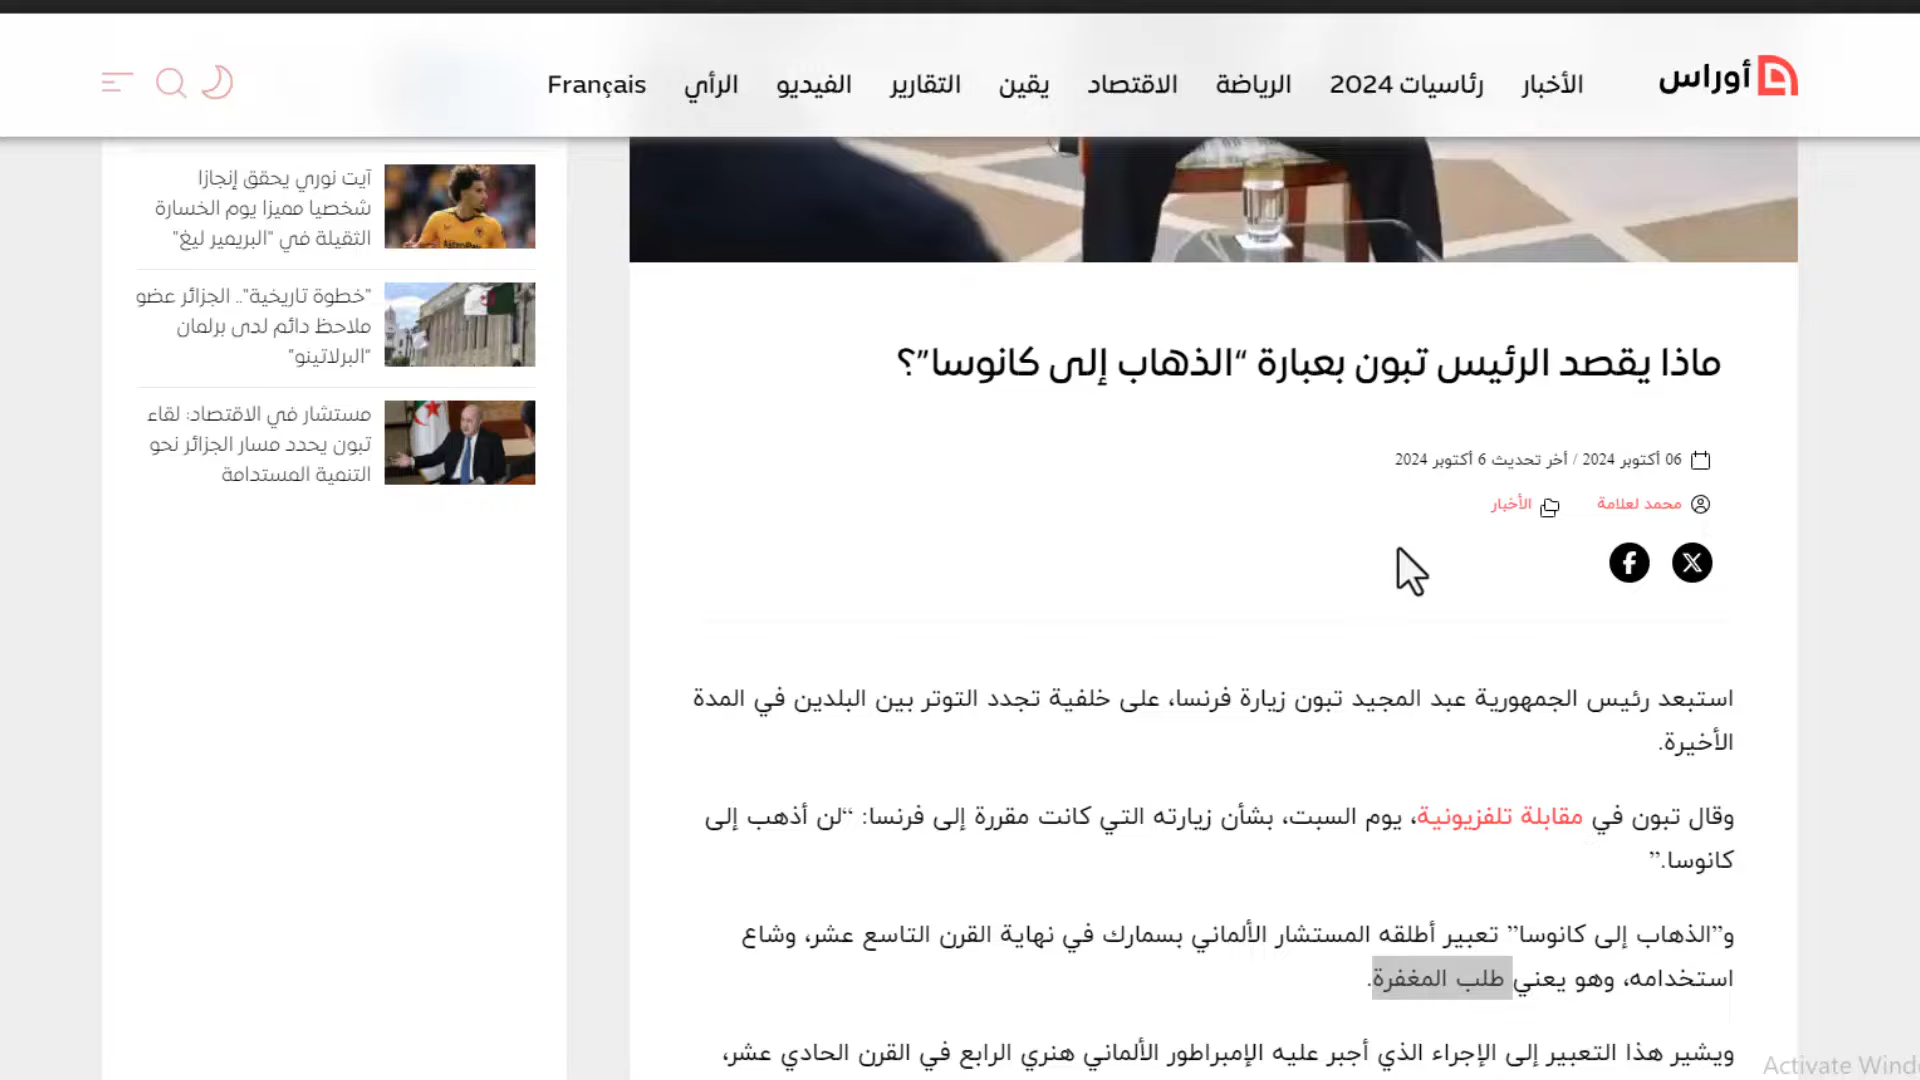 أوراس
الأخبار رئاسيات 2024 الرياضة الاقتصاد يقين التقارير الفيديو الرأي Français
ماذا يقصد الرئيس تبون بعبارة “الذهاب إلى كانوسا”؟
06 أكتوبر 2024 / أخر تحديث 6 أكتوبر 2024
محمد لعلامة الأخبار
استبعد رئيس الجمهورية عبد المجيد تبون زيارة فرنسا، على خلفية تجدد التوتر بين البلدين في المدة
الأخيرة.
وقال تبون في مقابلة تلفزيونية، يوم السبت، بشأن زيارته التي كانت مقررة إلى فرنسا: “لن أذهب إلى
كانوسا.”
و”الذهاب إلى كانوسا” تعبير أطلقه المستشار الألماني بسمارك في نهاية القرن التاسع عشر، وشاع
استخدامه، وهو يعني طلب المغفرة.
ويشير هذا التعبير إلى الإجراء الذي أجبر عليه الإمبراطور الألماني هنري الرابع في القرن الحادي عشر،
آيت نوري يحقق إنجازا
شخصيا مميزا يوم الخسارة
الثقيلة في "البريمير ليغ"
"خطوة تاريخية".. الجزائر عضو
ملاحظ دائم لدى برلمان
"البرلاتينو"
مستشار في الاقتصاد: لقاء
تبون يحدد مسار الجزائر نحو
التنمية المستدامة
Activate Wind